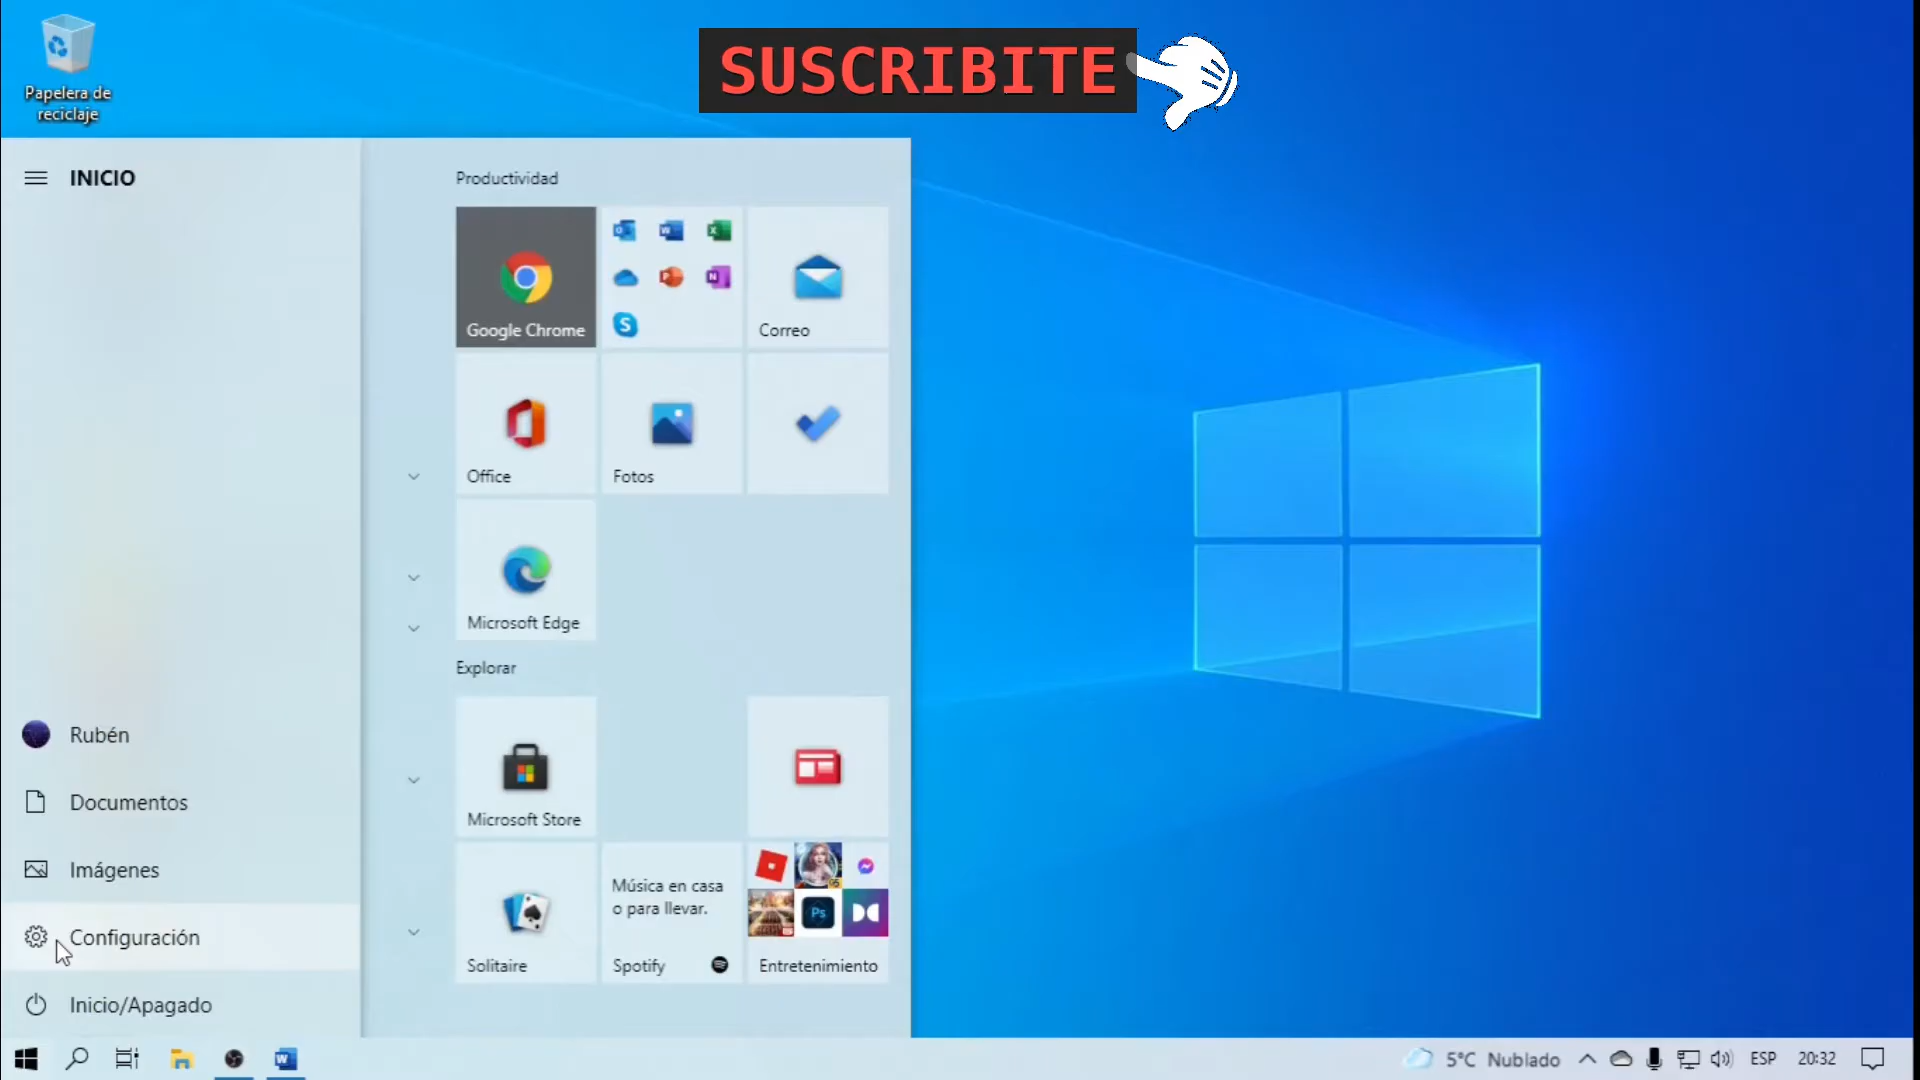 SUSCRIBITE
Papelera de
reciclaje
INICIO
Productividad
Google Chrome
Correo
Office
Fotos
Microsoft Edge
Explorar
Microsoft Store
Solitaire
Música en casa
o para llevar.
Spotify
Entretenimiento
Rubén
Documentos
Imágenes
Configuración
Inicio/Apagado
5°C Nublado
ESP
20:32